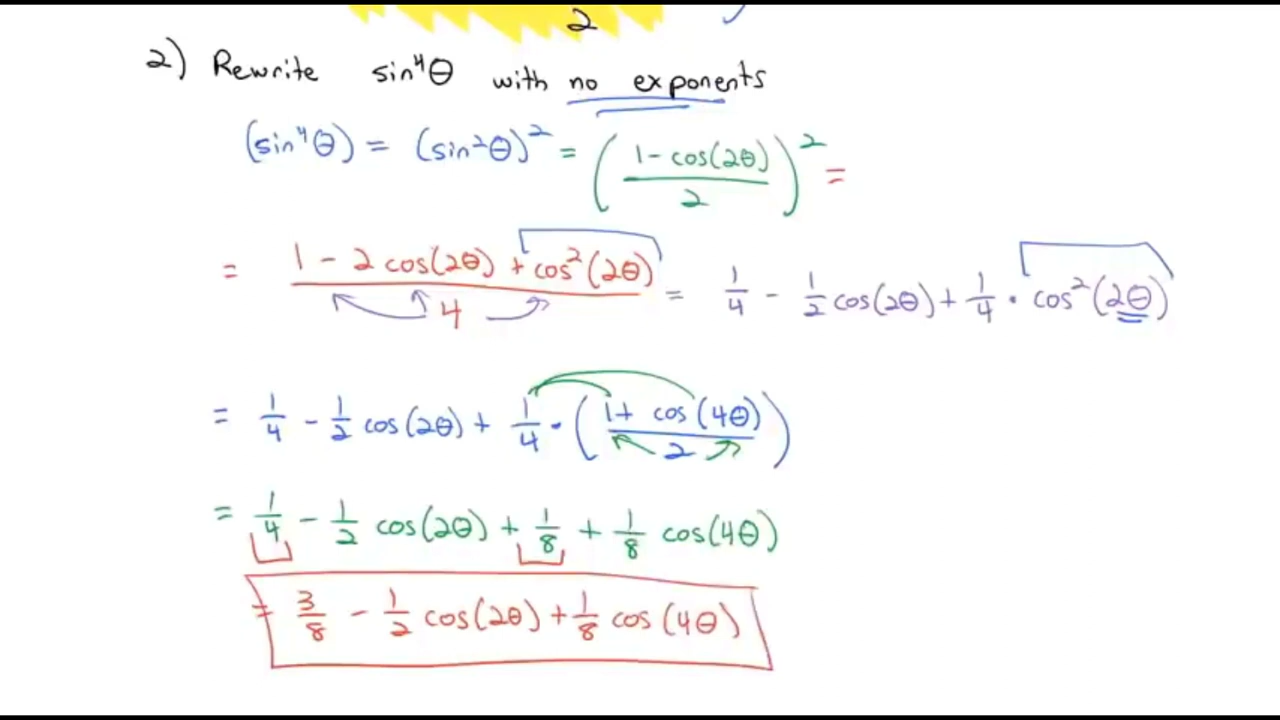 2
2) Rewrite sin⁴θ with no exponents
(sin⁴θ) = (sin²θ)² = ((1 - cos(2θ))/2)² =
= (1 - 2 cos(2θ) + cos²(2θ))/4 = 1/4 - 1/2 cos(2θ) + 1/4 · cos²(2θ)
= 1/4 - 1/2 cos(2θ) + 1/4 · ((1 + cos(4θ))/2)
= 1/4 - 1/2 cos(2θ) + 1/8 + 1/8 cos(4θ)
= 3/8 - 1/2 cos(2θ) + 1/8 cos(4θ)